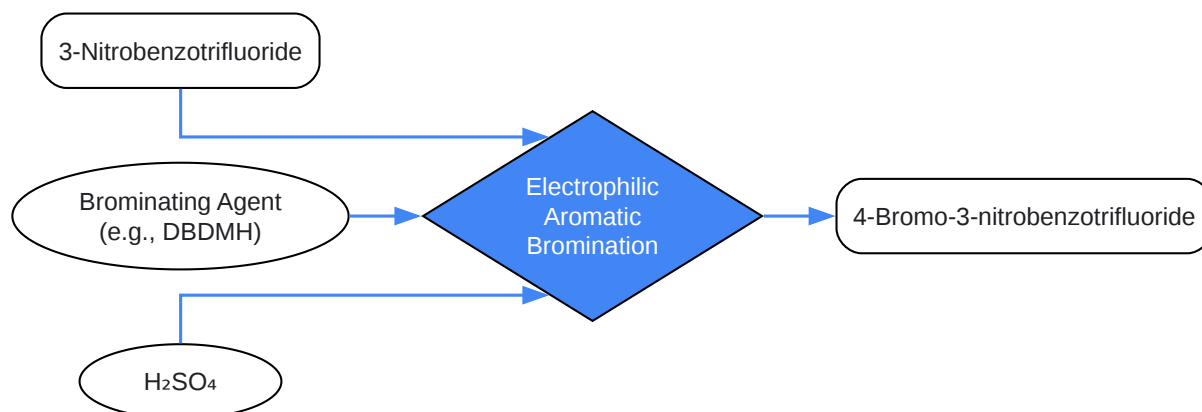 3-Nitrobenzotrifluoride
Brominating Agent
(e.g., DBDMH)
H₂SO₄
Electrophilic
Aromatic
Bromination
4-Bromo-3-nitrobenzotrifluoride